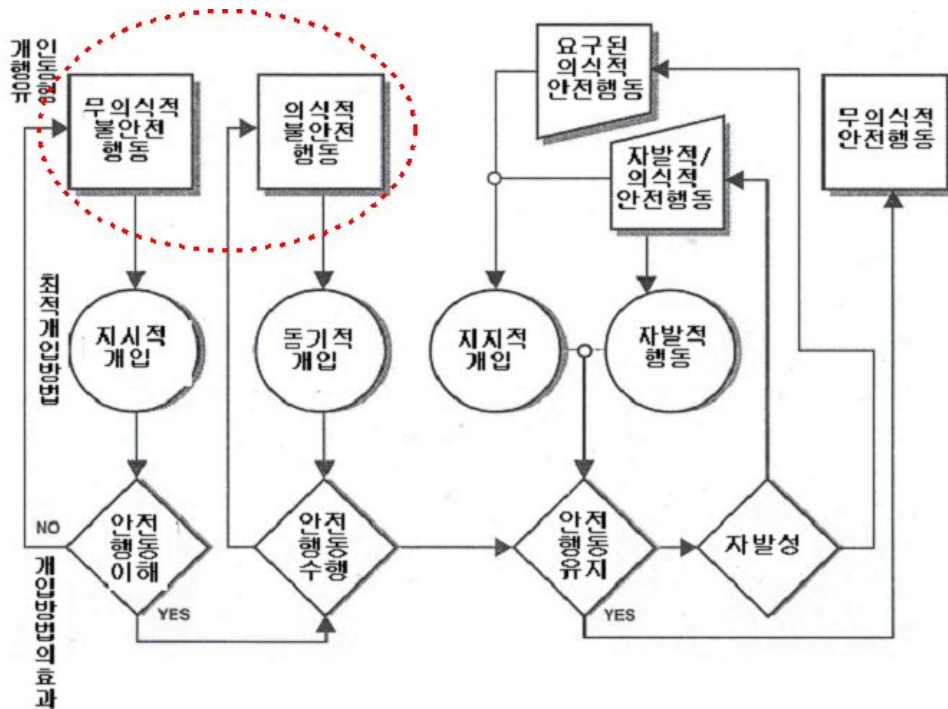 개인
행동
유형
무의식적
불안전
행동
의식적
불안전
행동
요구된
의식적
안전행동
자발적/
의식적
안전행동
무의식적
안전행동
최적개입방법
지시적
개입
동기적
개입
지지적
개입
자발적
행동
NO
안전
행동
이해
YES
안전
행동
수행
안전
행동
유지
YES
자발성
개입방법의효과